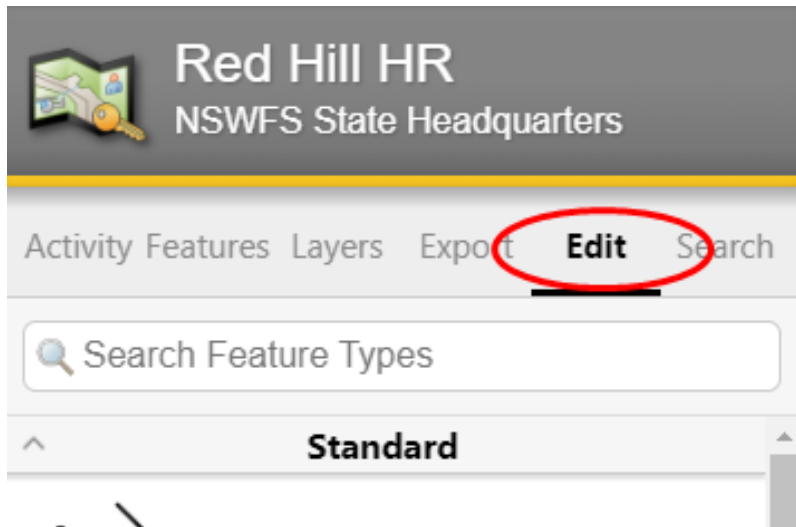 Red Hill HR
NSWFS State Headquarters
Activity Features Layers Export Edit Search
Search Feature Types
Standard